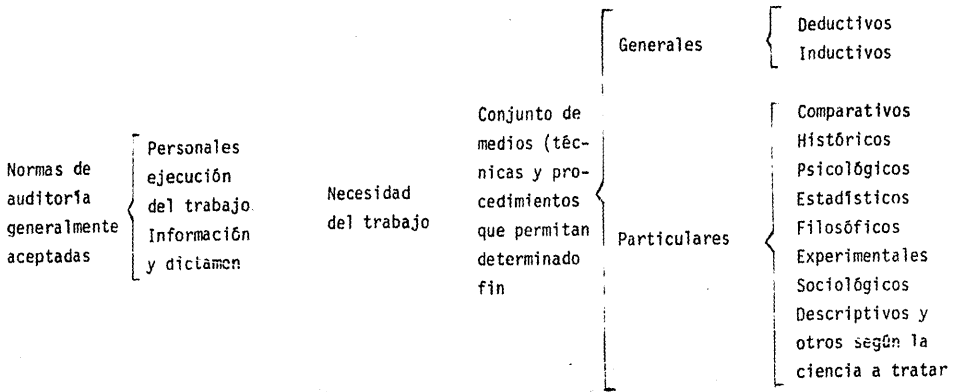 Normas de
auditoría
generalmente
aceptadas
Personales
ejecución
del trabajo
Información
y dictamen
Necesidad
del trabajo
Conjunto de
medios (téc-
nicas y pro-
cedimientos
que permitan
determinado
fin
Generales
Deductivos
Inductivos
Particulares
Comparativos
Históricos
Psicológicos
Estadísticos
Filosóficos
Experimentales
Sociológicos
Descriptivos y
otros según la
ciencia a tratar